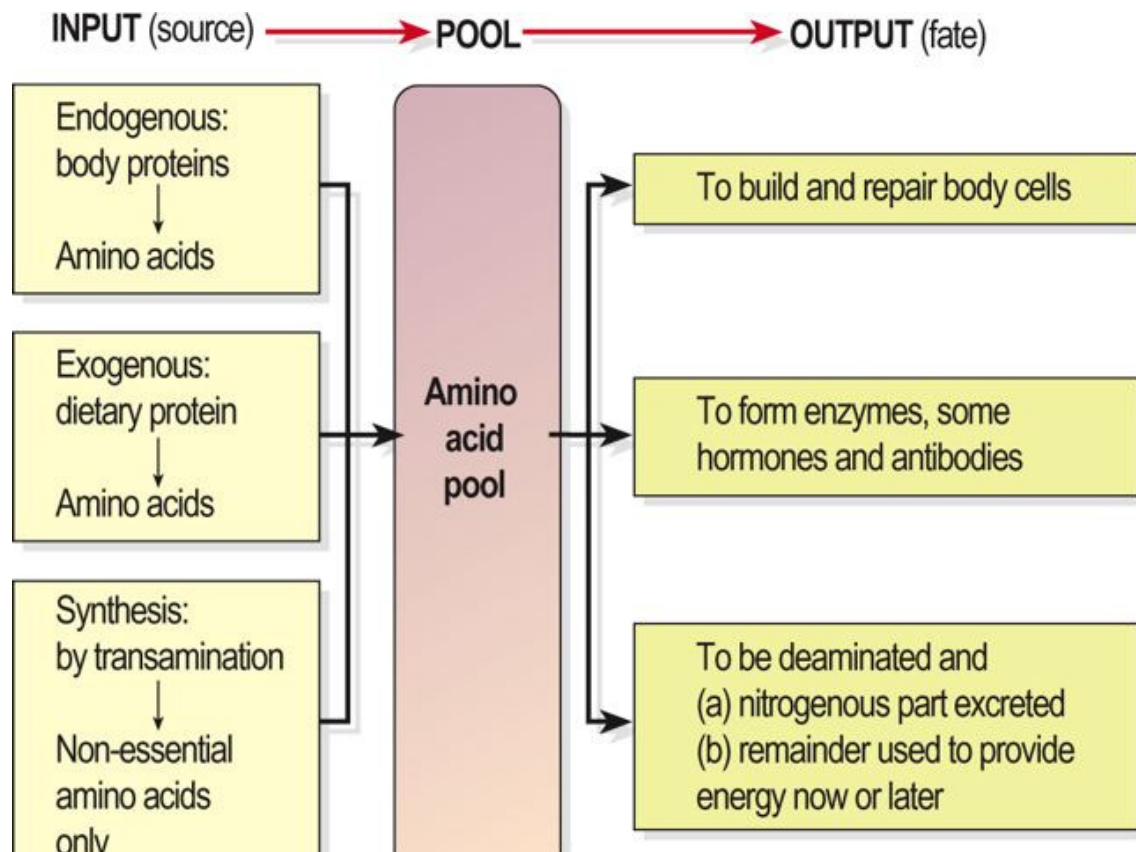 INPUT (source) POOL OUTPUT (fate)
Endogenous:
body proteins
Amino acids
Exogenous:
dietary protein
Amino acids
Synthesis:
by transamination
Non-essential
amino acids
only
Amino
acid
pool
To build and repair body cells
To form enzymes, some
hormones and antibodies
To be deaminated and
(a) nitrogenous part excreted
(b) remainder used to provide
energy now or later